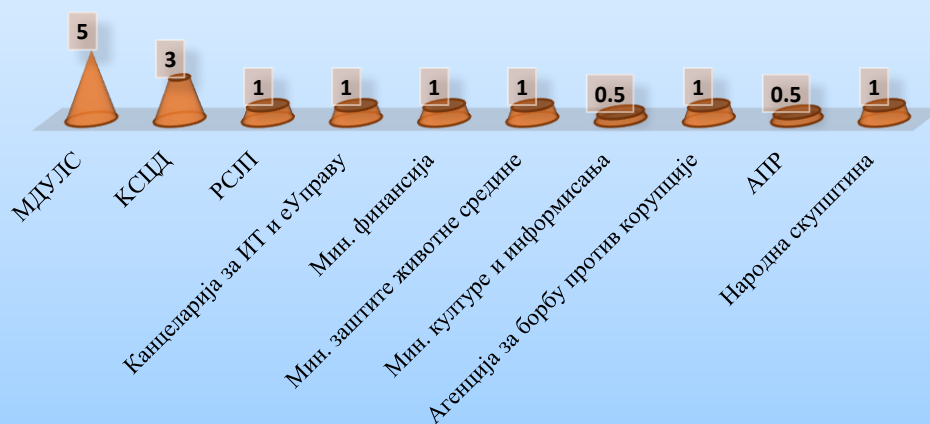 5
3
1
1
1
1
0.5
1
0.5
1
МДУЛС
КСЦД
РСЈП
Канцеларија за ИТ и еУправу
Мин. финансија
Мин. заштите животне средине
Мин. културе и информисања
Агенција за борбу против корупције
АПР
Народна скупштина